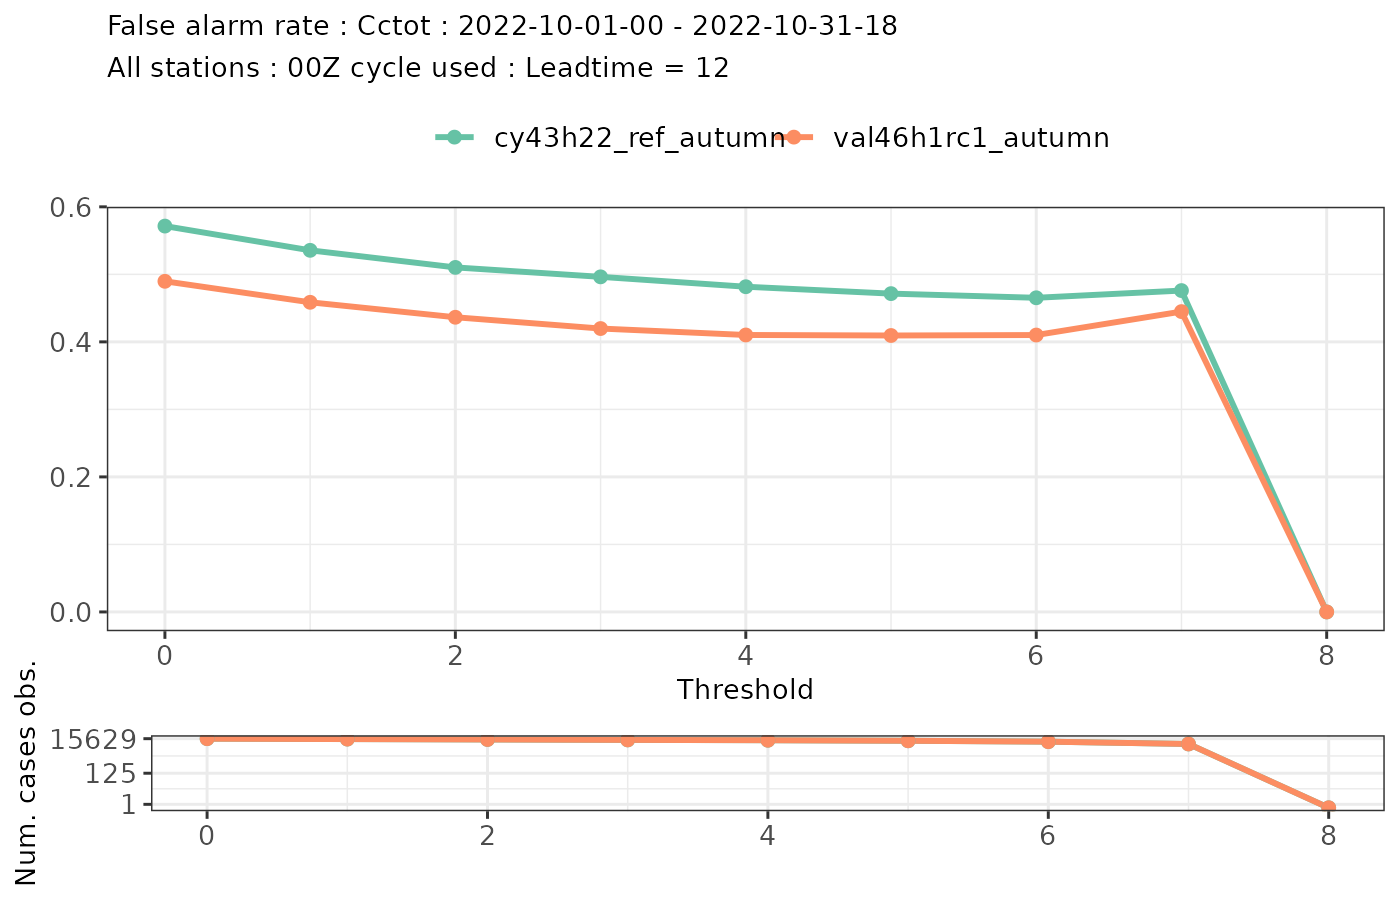 False alarm rate : Cctot : 2022-10-01-00 - 2022-10-31-18
All stations : 00Z cycle used : Leadtime = 12
cy43h22_ref_autumn val46h1rc1_autumn
0.6
0.4
0.2
0.0
0 2 4 6 8
Threshold
Num. cases obs.
15629
125
1
0 2 4 6 8